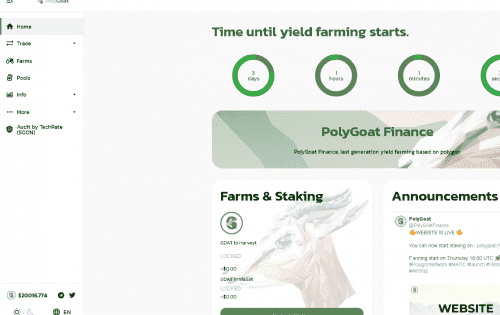 PolyGoat
Time until yield farming starts.
Home
Trade
Farms
Pools
Info
More
Audit by TechRate
(SOON)
3
days
1
hours
1
minutes
PolyGoat Finance
PolyGoat Finance, last generation yield farming based on polygon
Farms & Staking
GOAT to Harvest
LOCKED
~$0.00
GOAT in Wallet
LOCKED
~$0.00
Announcements
PolyGoat
@PolyGoatFinance
WEBSITE IS LIVE
You can now start staking on : polygoat.f
Farming start on Thursday 18:00 UTC
#PolygonNetwork #MATIC #launch #Yield
#Airdrop
WEBSITE
$20016.774
EN